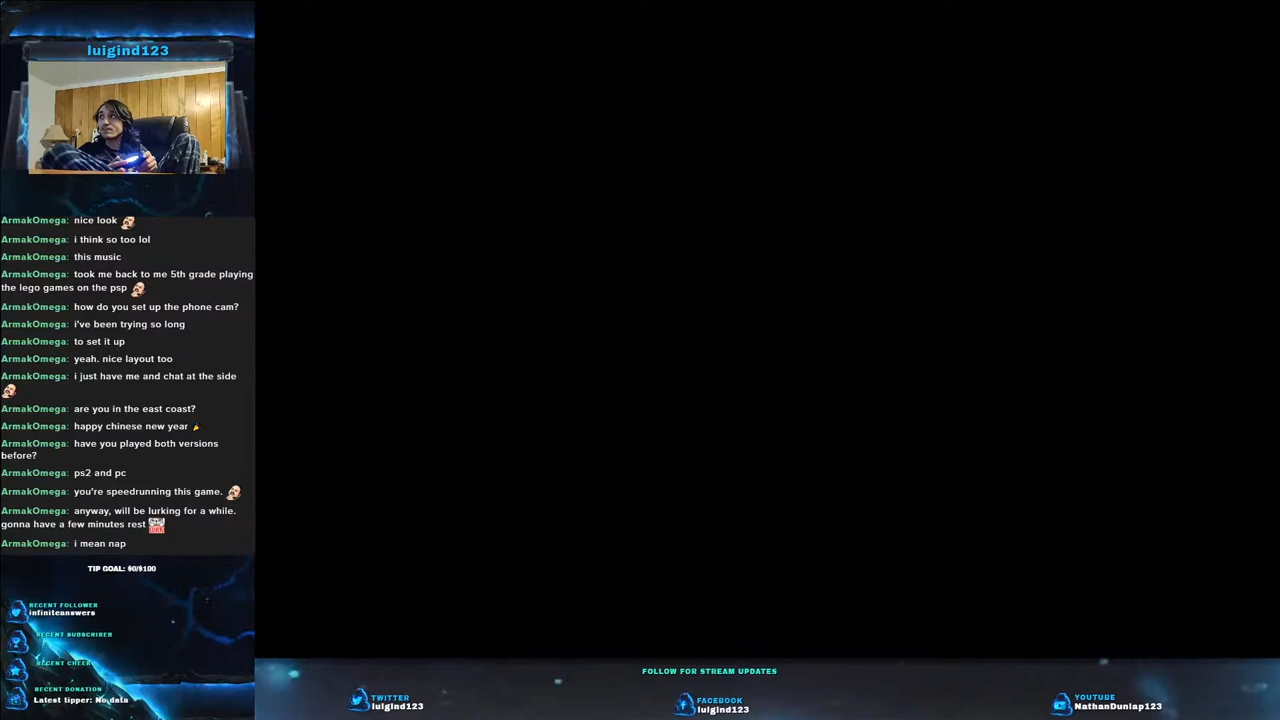 luigind123
ArmakOmega: nice look
ArmakOmega: i think so too lol
ArmakOmega: this music
ArmakOmega: took me back to me 5th grade playing
the lego games on the psp
ArmakOmega: how do you set up the phone cam?
ArmakOmega: i've been trying so long
ArmakOmega: to set it up
ArmakOmega: yeah. nice layout too
ArmakOmega: i just have me and chat at the side
ArmakOmega: are you in the east coast?
ArmakOmega: happy chinese new year
ArmakOmega: have you played both versions
before?
ArmakOmega: ps2 and pc
ArmakOmega: you're speedrunning this game.
ArmakOmega: anyway, will be lurking for a while.
gonna have a few minutes rest
ArmakOmega: i mean nap
TIP GOAL: $0/$100
RECENT FOLLOWER
infiniteanswers
RECENT SUBSCRIBER
RECENT CHEER
RECENT DONATION
Latest tipper: No data
FOLLOW FOR STREAM UPDATES
TWITTER
luigind123
FACEBOOK
luigind123
YOUTUBE
NathanDunlap123